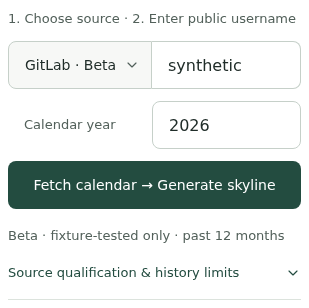 1. Choose source · 2. Enter public username
GitLab · Beta synthetic
Calendar year 2026
Fetch calendar → Generate skyline
Beta · fixture-tested only · past 12 months
Source qualification & history limits